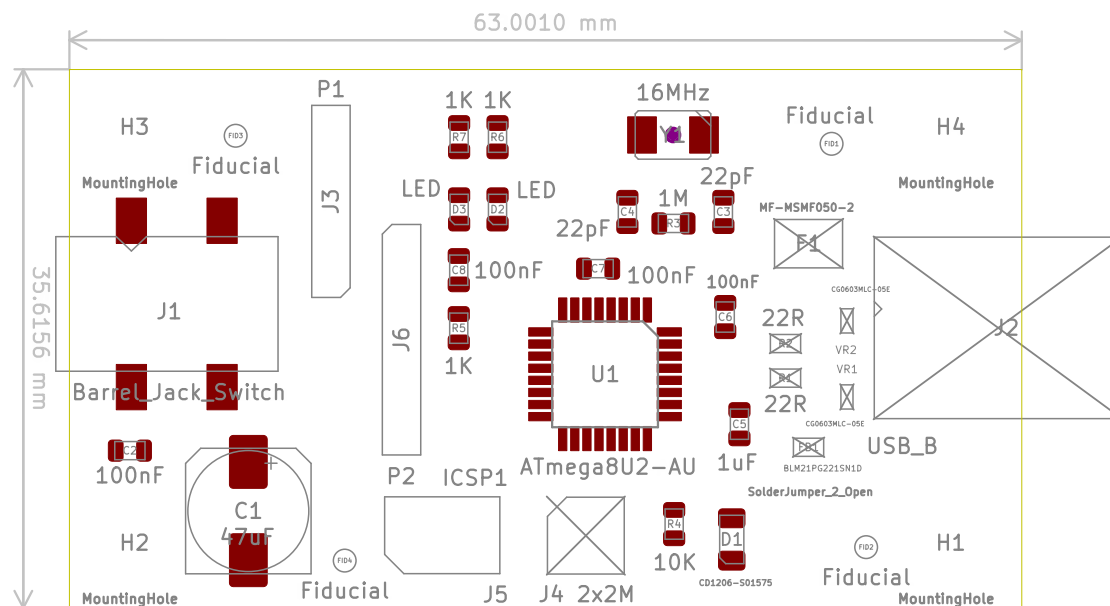 63.0010 mm
P1
16MHz
1K
1K
Fiducial
H3
FID3
R7
R6
Y1
FID1
H4
Fiducial
MountingHole
LED
LED
22pF
MountingHole
J3
D3
D2
1M
C4
R3
C3
MF-MSMF050-2
22pF
F1
C8
100nF
C7
100nF
100nF
CG0603MLC-05E
35.6156 mm
J1
J6
R5
1K
C6
22R
J2
R2
VR2
U1
VR1
R1
Barrel_Jack_Switch
22R
C5
CG0603MLC-05E
C2
FB1
USB_B
100nF
P2
ICSP1
ATmega8U2-AU
1uF
BLM21PG221SN1D
SolderJumper_2_Open
C1
47uF
R4
H2
D1
FID2
H1
FID4
10K
Fiducial
Fiducial
CD1206-S01575
MountingHole
J5
J4
2x2M
MountingHole